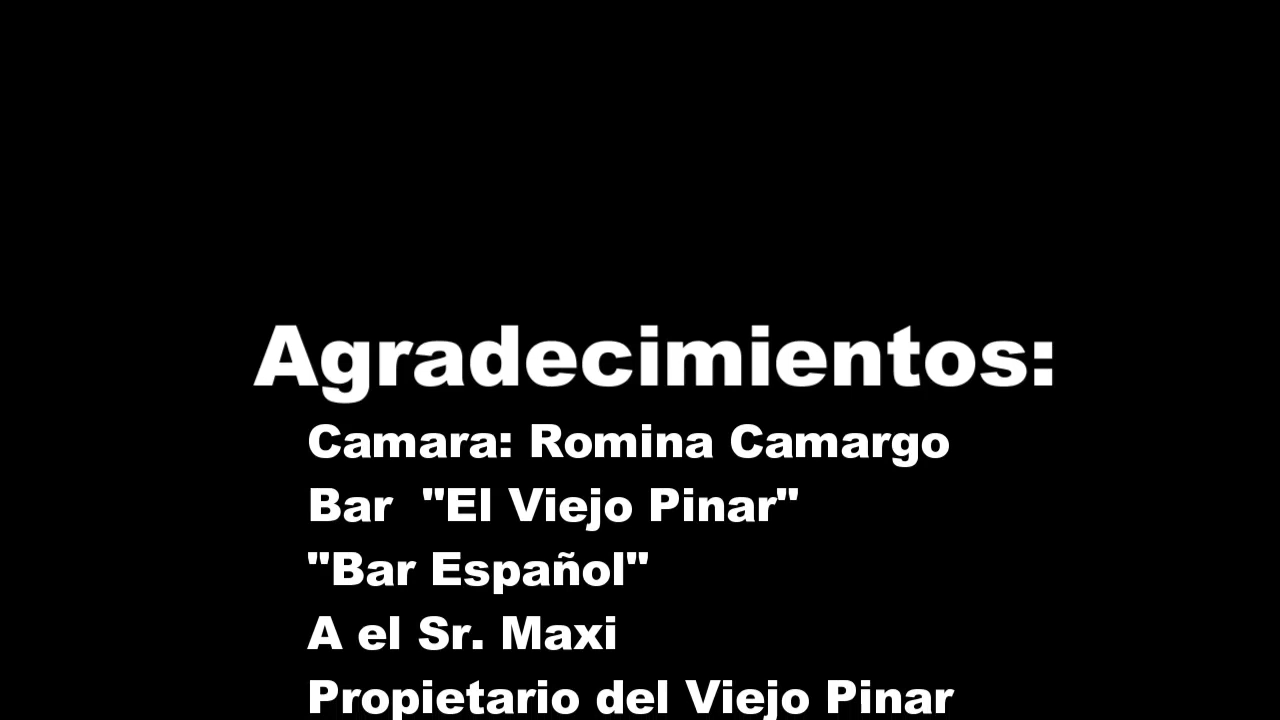 Agradecimientos:
Camara: Romina Camargo
Bar  "El Viejo Pinar"
"Bar Español"
A el Sr. Maxi
Propietario del Viejo Pinar